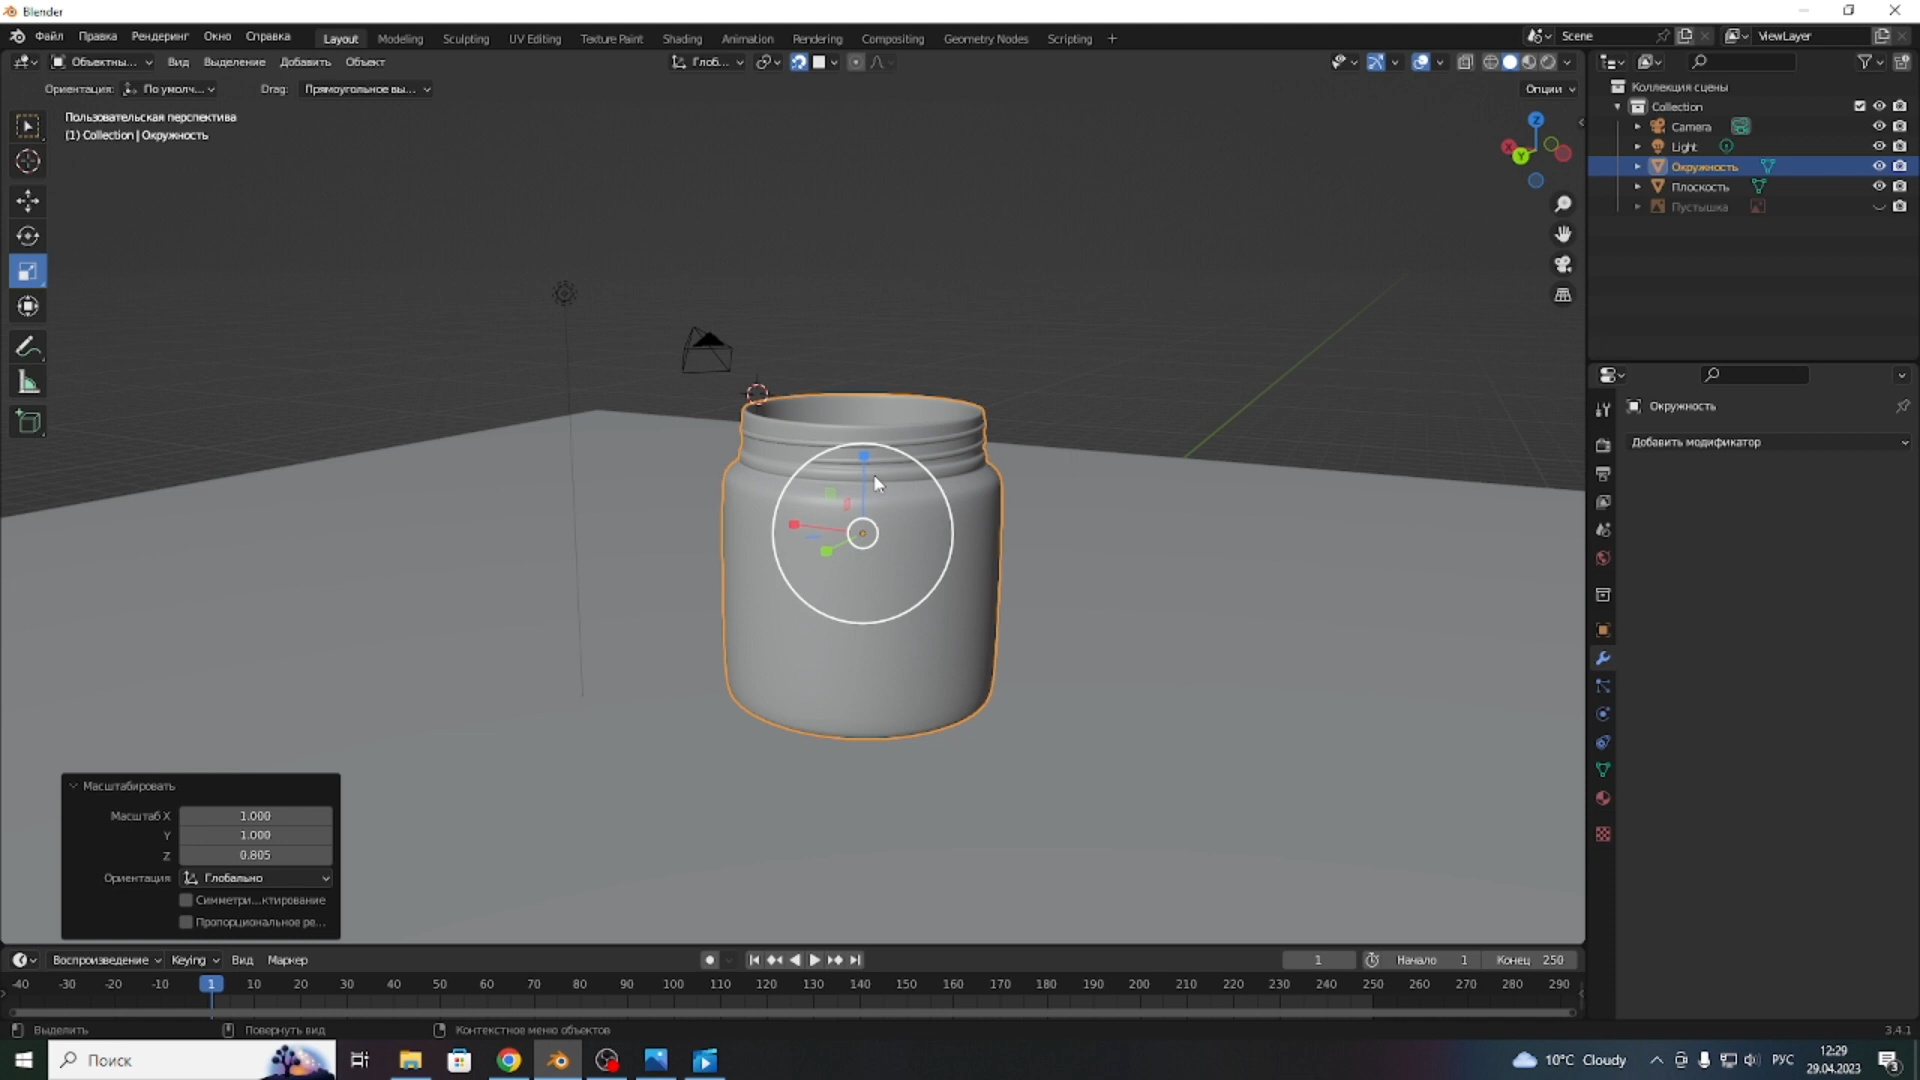 Blender
Файл Правка Рендеринг Окно Справка Layout Modeling Sculpting UV Editing Texture Paint Shading Animation Rendering Compositing Geometry Nodes Scripting + Scene ViewLayer
Объектны... Вид Выделение Добавить Объект Глоб...
Ориентация: По умолч... Drag: Прямоугольное вы... Опции
Пользовательская перспектива
(1) Collection | Окружность
Z
X
Y
Коллекция сцены
Collection
Camera
Light
Окружность
Плоскость
Пустышка
Окружность
Добавить модификатор
Масштабировать
Масштаб X 1.000
Y 1.000
Z 0.805
Ориентация Глобально
Симметри...ктирование
Пропорциональное ре...
Воспроизведение Keying Вид Маркер 1 Начало 1 Конец 250
-40 -30 -20 -10 1 10 20 30 40 50 60 70 80 90 100 110 120 130 140 150 160 170 180 190 200 210 220 230 240 250 260 270 280 290
Выделить Повернуть вид Контекстное меню объектов 3.4.1
Поиск 10°C Cloudy РУС 12:29
29.04.2023 3